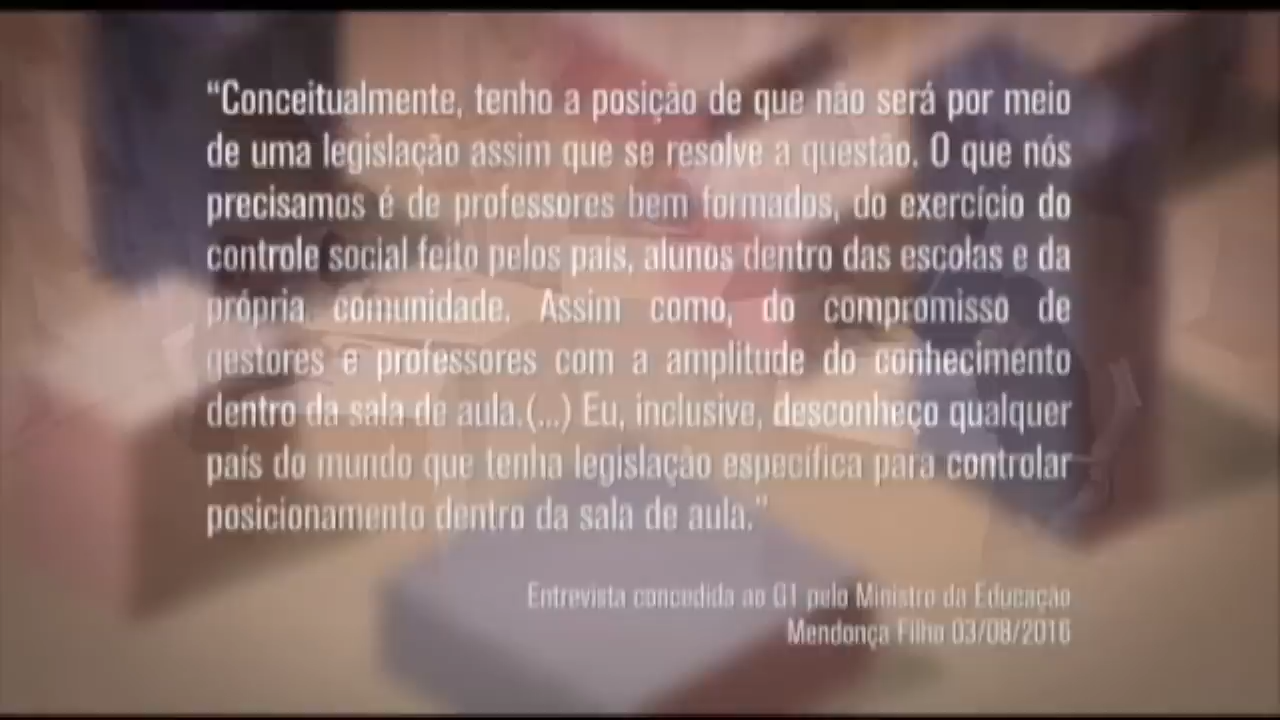 “Conceitualmente, tenho a posição de que não será por meio
de uma legislação assim que se resolve a questão. O que nós
precisamos é de professores bem formados, do exercício do
controle social feito pelos pais, alunos dentro das escolas e da
própria comunidade. Assim como, do compromisso de
gestores e professores com a amplitude do conhecimento
dentro da sala de aula.(...) Eu, inclusive, desconheço qualquer
país do mundo que tenha legislação específica para controlar
posicionamento dentro da sala de aula.”
Entrevista concedida ao G1 pelo Ministro da Educação
Mendonça Filho 03/08/2016